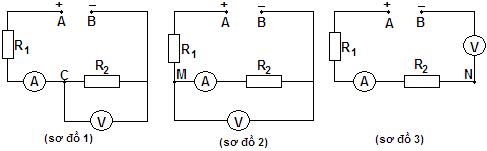 + −
A B
R1
A C R2
V
(sơ đồ 1)
+ −
A B
R1
M A R2
V
(sơ đồ 2)
+ −
A B
R1 V
A R2 N
(sơ đồ 3)